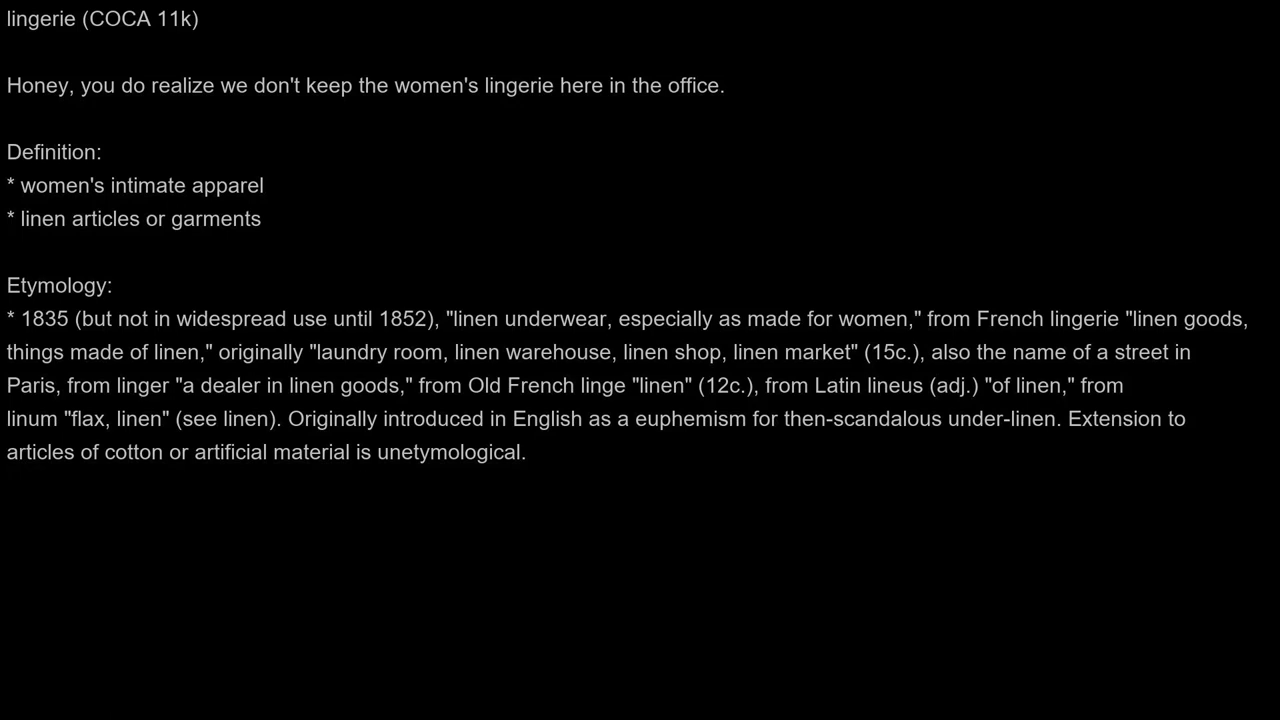 lingerie (COCA 11k)
Honey, you do realize we don't keep the women's lingerie here in the office.
Definition:
* women's intimate apparel
* linen articles or garments
Etymology:
* 1835 (but not in widespread use until 1852), "linen underwear, especially as made for women," from French lingerie "linen goods,
things made of linen," originally "laundry room, linen warehouse, linen shop, linen market" (15c.), also the name of a street in
Paris, from linger "a dealer in linen goods," from Old French linge "linen" (12c.), from Latin lineus (adj.) "of linen," from
linum "flax, linen" (see linen). Originally introduced in English as a euphemism for then-scandalous under-linen. Extension to
articles of cotton or artificial material is unetymological.